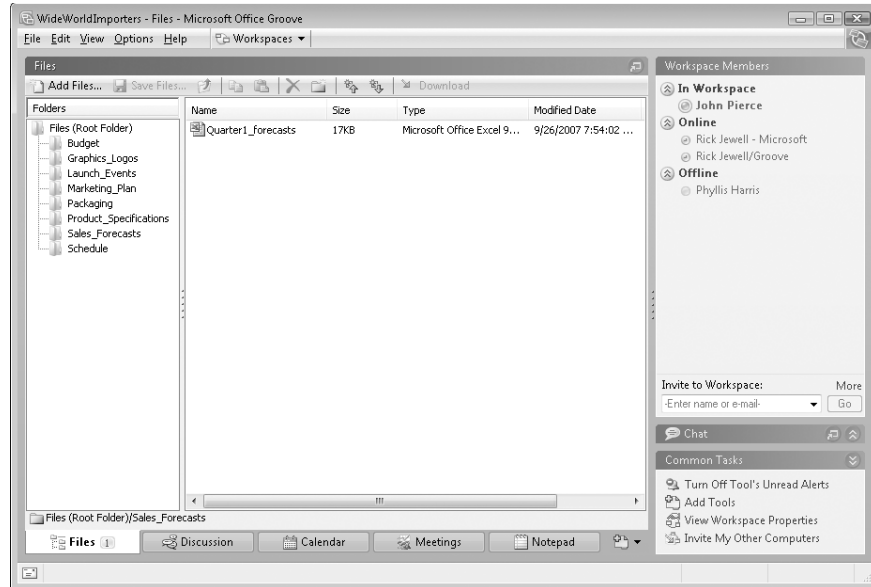 WideWorldImporters - Files - Microsoft Office Groove
File Edit View Options Help Workspaces
Files
Add Files... Save Files... Download
Folders
Files (Root Folder)
Budget
Graphics_Logos
Launch_Events
Marketing_Plan
Packaging
Product_Specifications
Sales_Forecasts
Schedule
Name Size Type Modified Date
Quarter1_forecasts 17KB Microsoft Office Excel 9... 9/26/2007 7:54:02 ...
Files (Root Folder)/Sales_Forecasts
Files 1 Discussion Calendar Meetings Notepad
Workspace Members
In Workspace
John Pierce
Online
Rick Jewell - Microsoft
Rick Jewell/Groove
Offline
Phyllis Harris
Invite to Workspace: More
-Enter name or e-mail- Go
Chat
Common Tasks
Turn Off Tool's Unread Alerts
Add Tools
View Workspace Properties
Invite My Other Computers